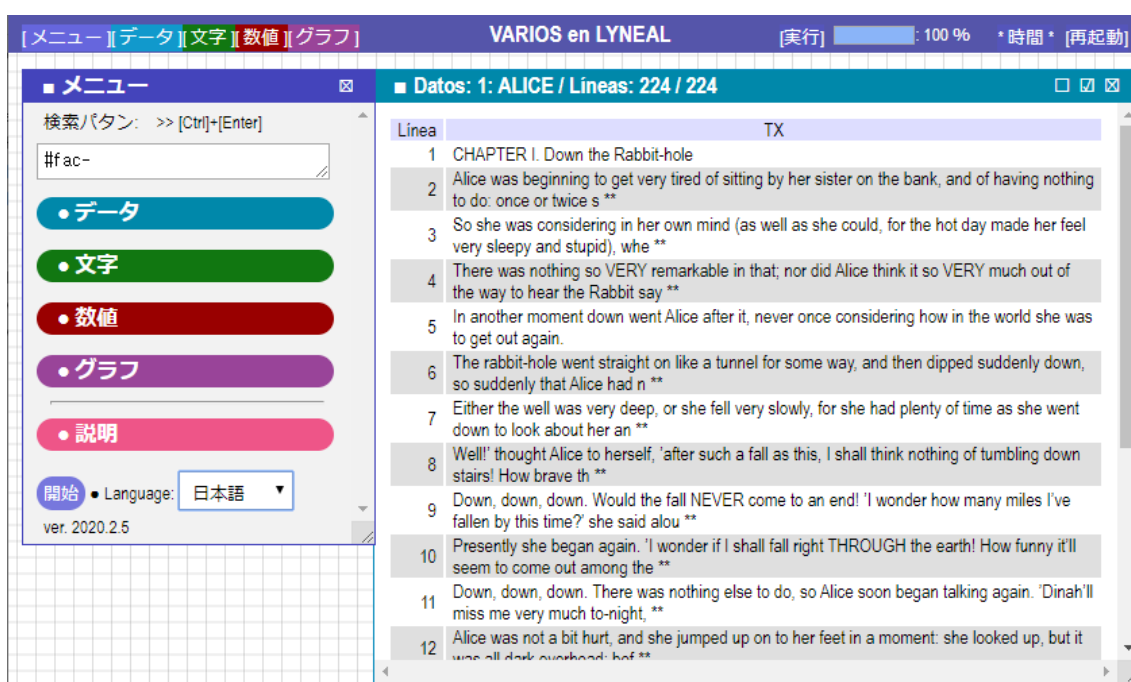 [メニュー][データ][文字][数値][グラフ] VARIOS en LYNEAL [実行] : 100 % * 時間 * [再起動]
■ メニュー
検索パタン: >> [Ctrl]+[Enter]
#fac-
● データ
● 文字
● 数値
● グラフ
● 説明
開始 ● Language: 日本語 ▼
ver. 2020.2.5
■ Datos: 1: ALICE / Líneas: 224 / 224
Línea TX
1 CHAPTER I. Down the Rabbit-hole
2 Alice was beginning to get very tired of sitting by her sister on the bank, and of having nothing
to do: once or twice s **
3 So she was considering in her own mind (as well as she could, for the hot day made her feel
very sleepy and stupid), whe **
4 There was nothing so VERY remarkable in that; nor did Alice think it so VERY much out of
the way to hear the Rabbit say **
5 In another moment down went Alice after it, never once considering how in the world she was
to get out again.
6 The rabbit-hole went straight on like a tunnel for some way, and then dipped suddenly down,
so suddenly that Alice had n **
7 Either the well was very deep, or she fell very slowly, for she had plenty of time as she went
down to look about her an **
8 Well!' thought Alice to herself, 'after such a fall as this, I shall think nothing of tumbling down
stairs! How brave th **
9 Down, down, down. Would the fall NEVER come to an end! 'I wonder how many miles I've
fallen by this time?' she said alou **
10 Presently she began again. 'I wonder if I shall fall right THROUGH the earth! How funny it'll
seem to come out among the **
11 Down, down, down. There was nothing else to do, so Alice soon began talking again. 'Dinah'll
miss me very much to-night, **
12 Alice was not a bit hurt, and she jumped up on to her feet in a moment: she looked up, but it
was all dark overhead; bef **